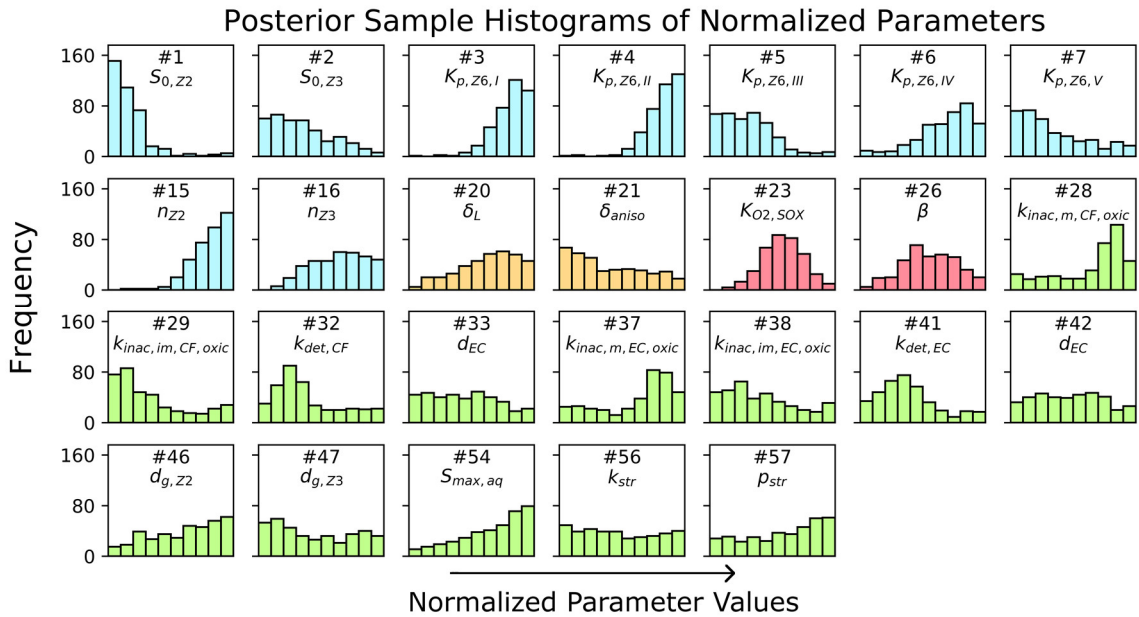 Posterior Sample Histograms of Normalized Parameters
160
80
0
#1
S0,Z2
#2
S0,Z3
#3
Kp,Z6,I
#4
Kp,Z6,II
#5
Kp,Z6,III
#6
Kp,Z6,IV
#7
Kp,Z6,V
160
80
0
#15
nZ2
#16
nZ3
#20
δL
#21
δaniso
#23
KO2,SOX
#26
β
#28
kinac,m,CF,oxic
160
80
0
#29
kinac,im,CF,oxic
#32
kdet,CF
#33
dEC
#37
kinac,m,EC,oxic
#38
kinac,im,EC,oxic
#41
kdet,EC
#42
dEC
160
80
0
#46
dg,Z2
#47
dg,Z3
#54
Smax,aq
#56
kstr
#57
pstr
Frequency
Normalized Parameter Values